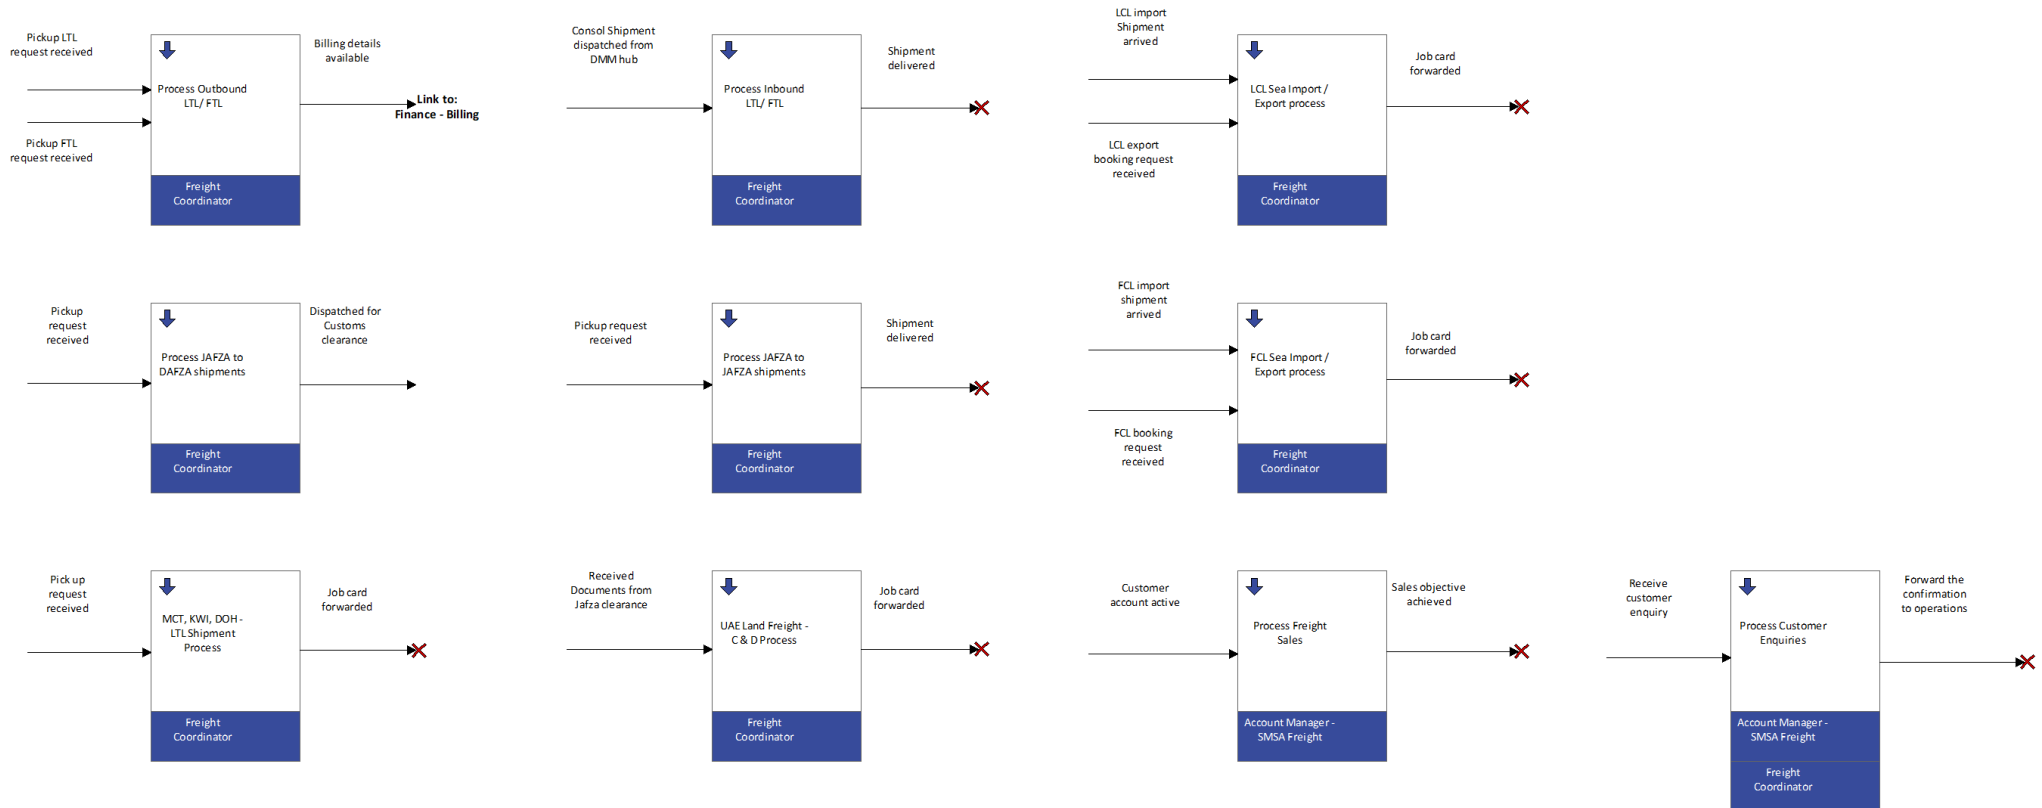 Pickup LTL
request received
Pickup FTL
request received
Process Outbound
LTL/ FTL
Freight
Coordinator
Billing details
available
Link to:
Finance - Billing
Consol Shipment
dispatched from
DMM hub
Process Inbound
LTL/ FTL
Freight
Coordinator
Shipment
delivered
LCL import
Shipment
arrived
LCL export
booking request
received
LCL Sea Import /
Export process
Freight
Coordinator
Job card
forwarded
Pickup
request
received
Process JAFZA to
DAFZA shipments
Freight
Coordinator
Dispatched for
Customs
clearance
Pickup request
received
Process JAFZA to
JAFZA shipments
Freight
Coordinator
Shipment
delivered
FCL import
shipment
arrived
FCL booking
request
received
FCL Sea Import /
Export process
Freight
Coordinator
Job card
forwarded
Pick up
request
received
MCT, KWI, DOH -
LTL Shipment
Process
Freight
Coordinator
Job card
forwarded
Received
Documents from
Jafza clearance
UAE Land Freight -
C & D Process
Freight
Coordinator
Job card
forwarded
Customer
account active
Process Freight
Sales
Account Manager -
SMSA Freight
Sales objective
achieved
Receive
customer
enquiry
Process Customer
Enquiries
Account Manager -
SMSA Freight
Freight
Coordinator
Forward the
confirmation
to operations